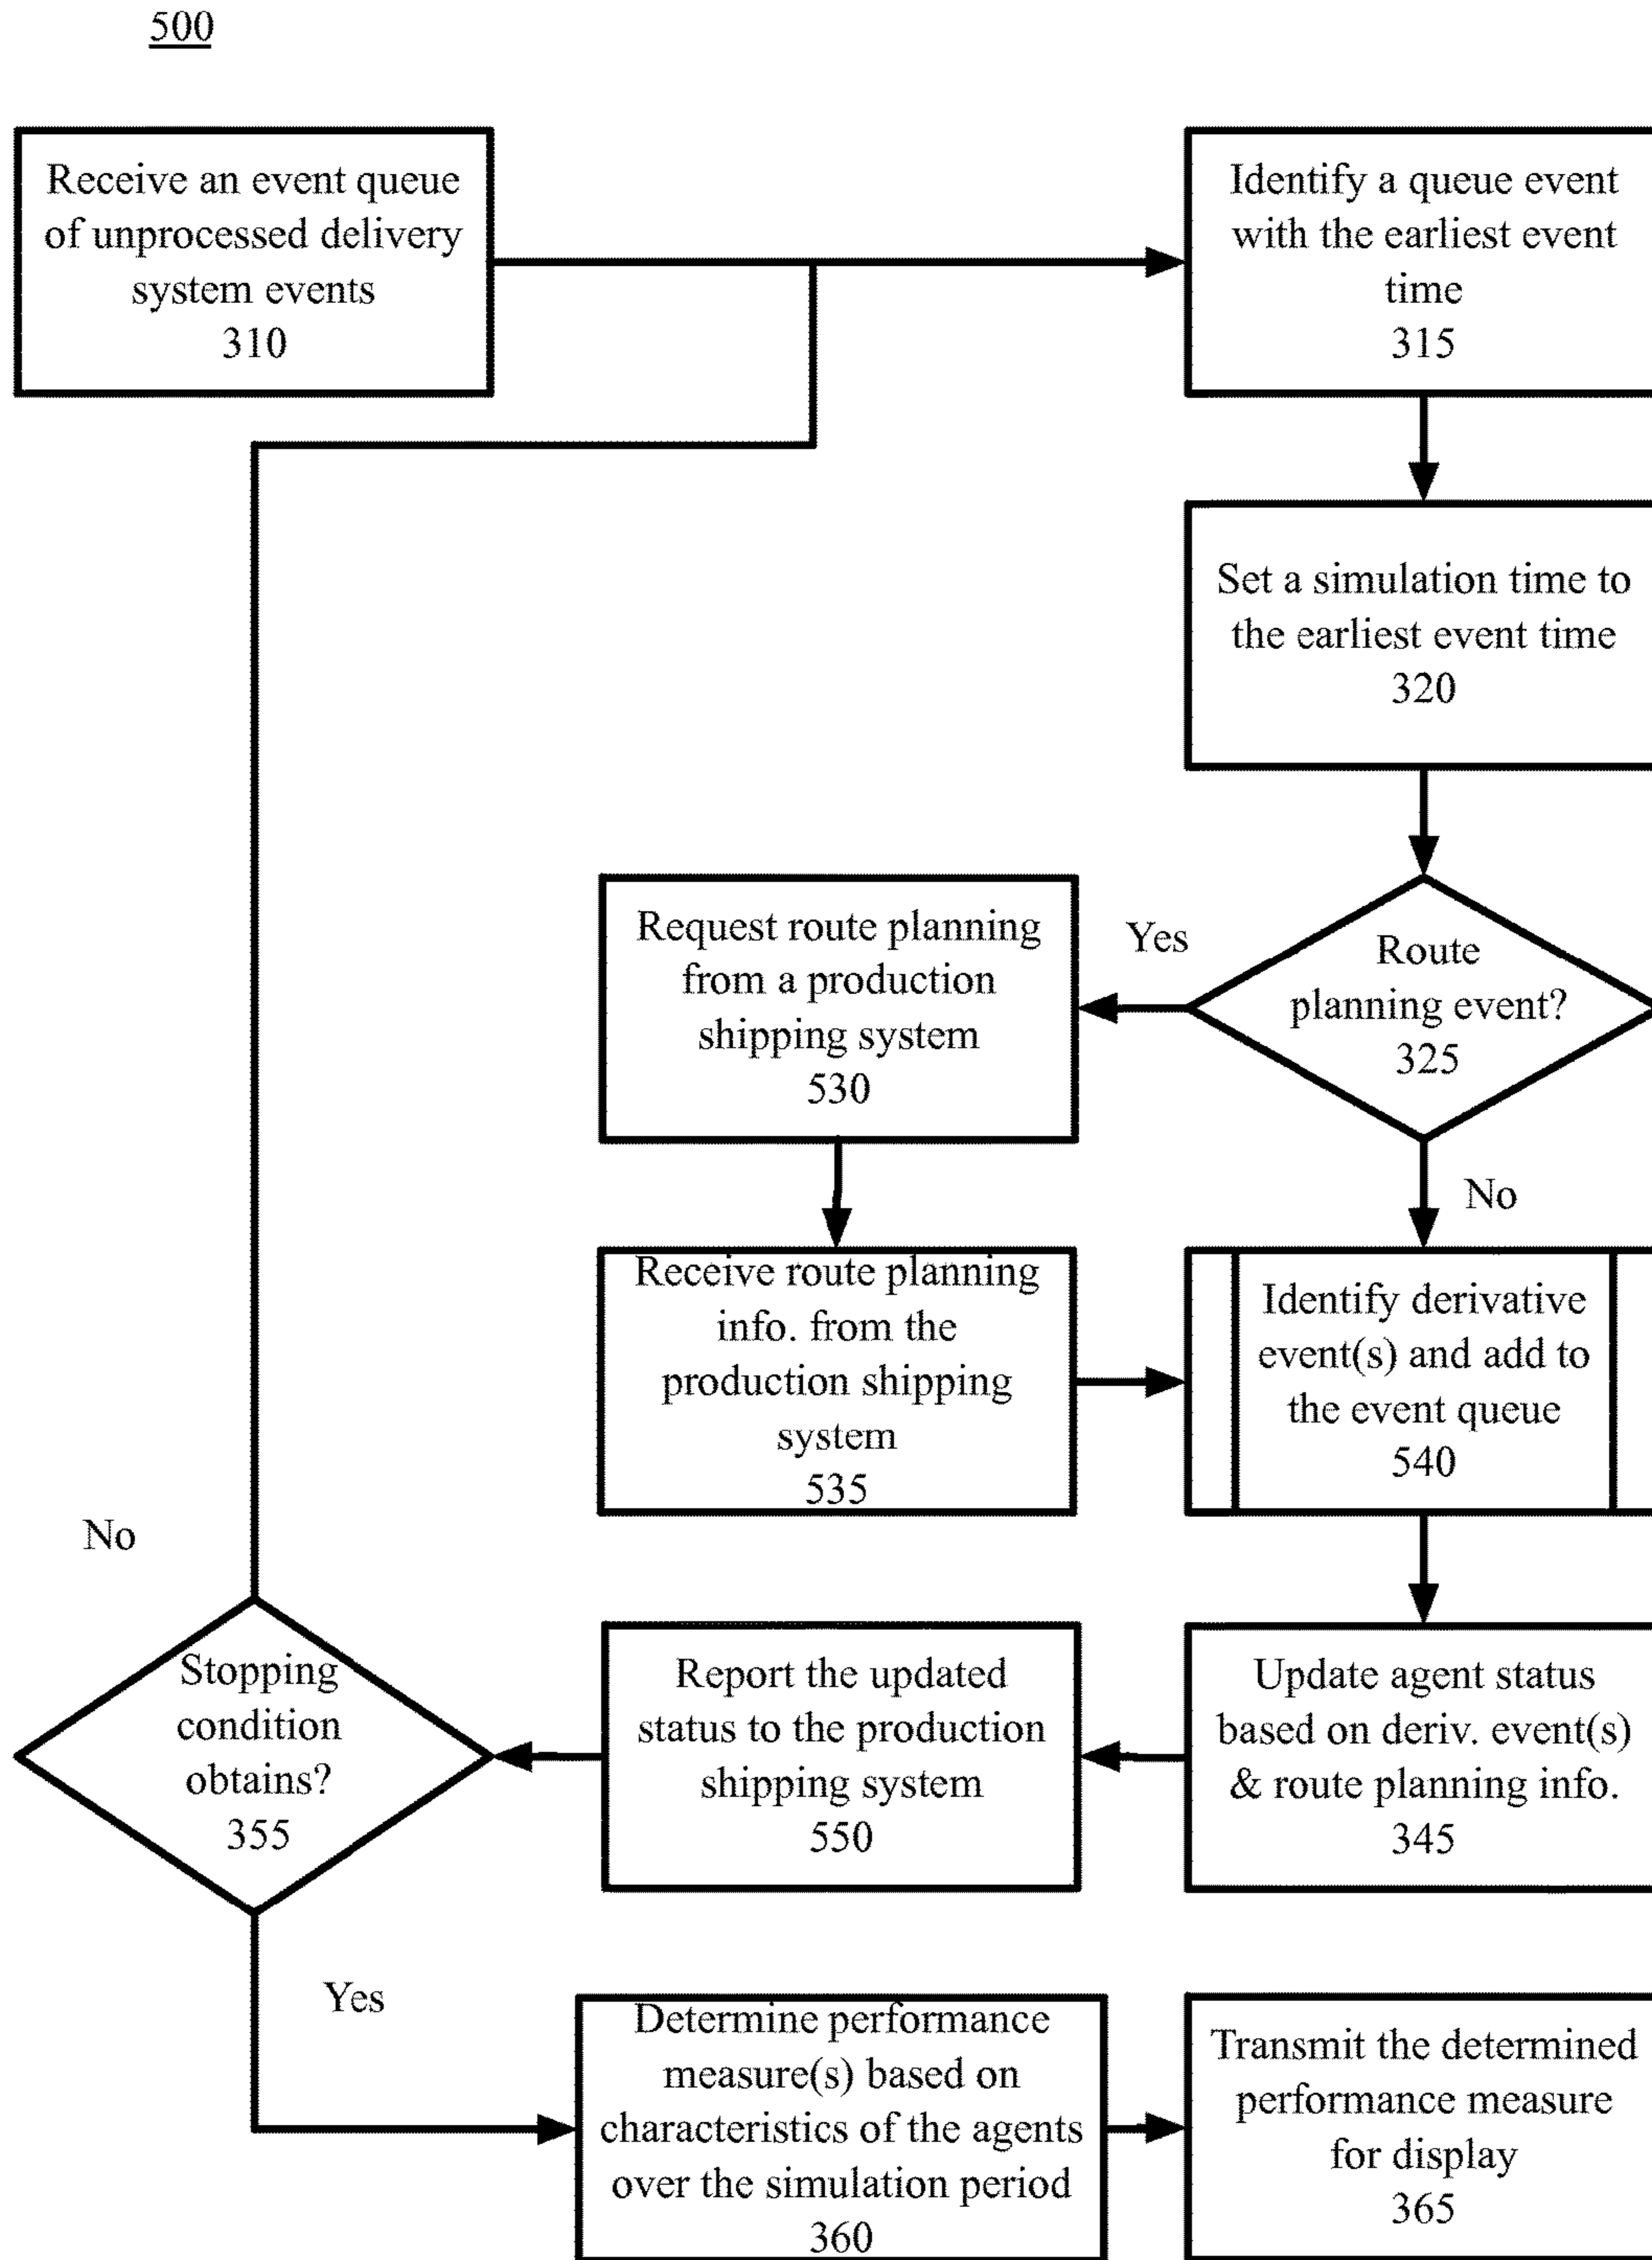 500
Receive an event queue
of unprocessed delivery
system events
310
Identify a queue event
with the earliest event
time
315
Set a simulation time to
the earliest event time
320
Route
planning event?
325
Yes
No
Request route planning
from a production
shipping system
530
Receive route planning
info. from the
production shipping
system
535
Identify derivative
event(s) and add to
the event queue
540
Update agent status
based on deriv. event(s)
& route planning info.
345
Report the updated
status to the production
shipping system
550
Stopping
condition
obtains?
355
No
Yes
Determine performance
measure(s) based on
characteristics of the agents
over the simulation period
360
Transmit the determined
performance measure
for display
365